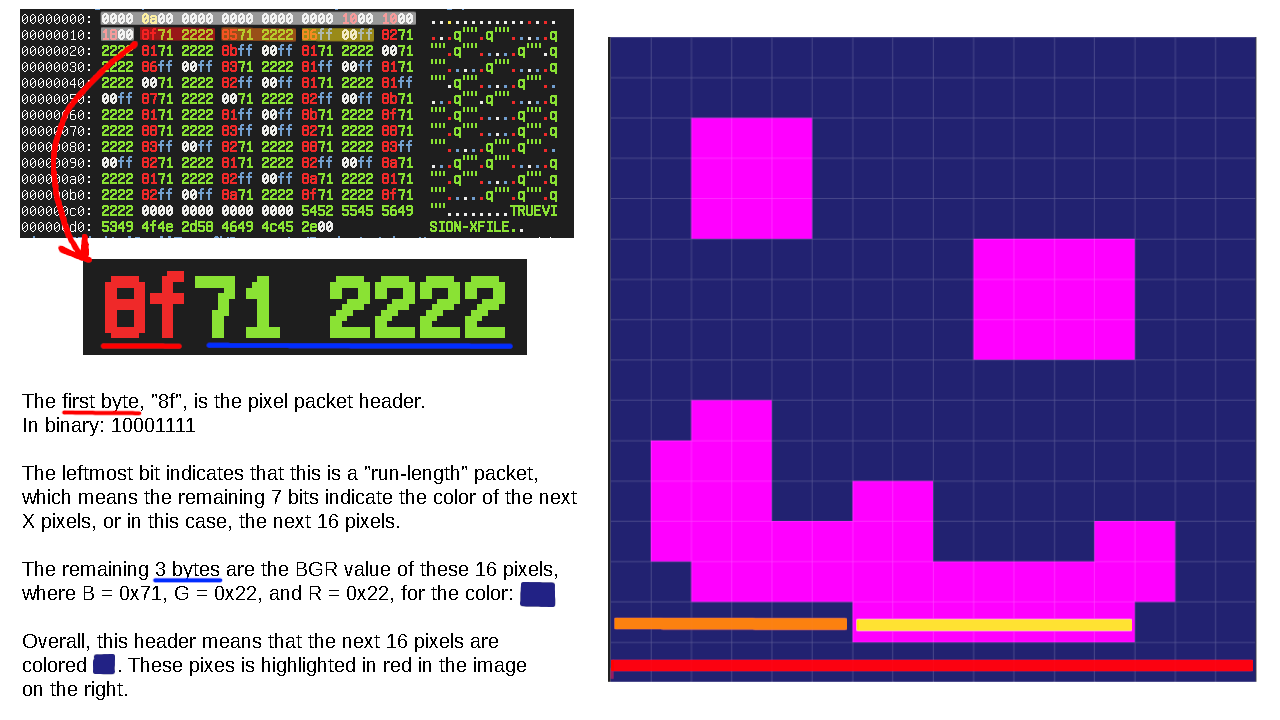 00000000: 0000 0a00 0000 0000 0000 0000 1000 1000 ................
00000010: 1800 8f71 2222 8571 2222 86ff 00ff 8271 ...q"".q"".....q
00000020: 2222 8171 2222 8bff 00ff 8171 2222 0071 "".q"".....q"".q
00000030: 2222 86ff 00ff 8371 2222 81ff 00ff 8171 "".....q"".....q
00000040: 2222 0071 2222 82ff 00ff 8171 2222 81ff "".q"".....q""..
00000050: 00ff 8771 2222 0071 2222 82ff 00ff 8b71 ...q"".q"".....q
00000060: 2222 8171 2222 81ff 00ff 8b71 2222 8f71 "".q"".....q"".q
00000070: 2222 8871 2222 83ff 00ff 8271 2222 8871 "".q"".....q"".q
00000080: 2222 83ff 00ff 8271 2222 8871 2222 83ff "".....q"".q""..
00000090: 00ff 8271 2222 8171 2222 82ff 00ff 8a71 ...q"".q"".....q
000000a0: 2222 8171 2222 82ff 00ff 8a71 2222 8171 "".q"".....q"".q
000000b0: 2222 82ff 00ff 8a71 2222 8f71 2222 8f71 "".....q"".q"".q
000000c0: 2222 0000 0000 0000 0000 5452 5545 5649 ""........TRUEVI
000000d0: 5349 4f4e 2d58 4649 4c45 2e00 SION-XFILE..
8f71 2222
The first byte, "8f", is the pixel packet header.
In binary: 10001111
The leftmost bit indicates that this is a "run-length" packet,
which means the remaining 7 bits indicate the color of the next
X pixels, or in this case, the next 16 pixels.
The remaining 3 bytes are the BGR value of these 16 pixels,
where B = 0x71, G = 0x22, and R = 0x22, for the color:
Overall, this header means that the next 16 pixels are
colored . These pixes is highlighted in red in the image
on the right.